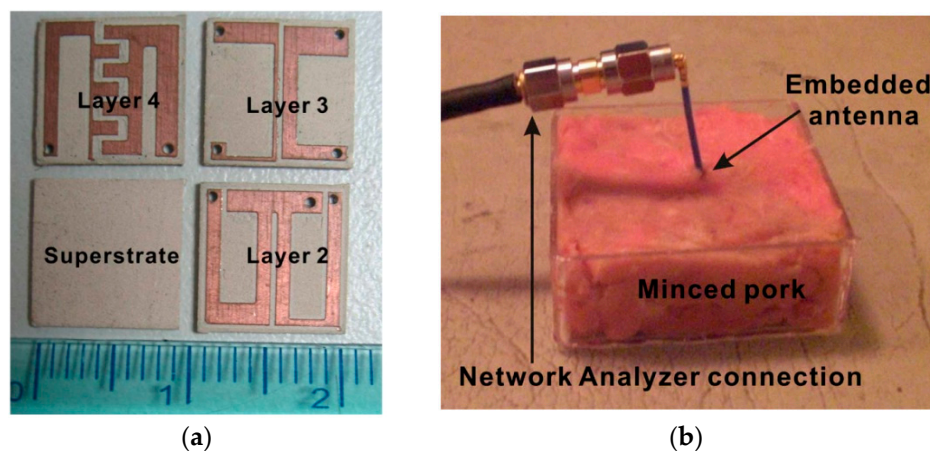 Layer 4
Layer 3
Superstrate
Layer 2
0
1
2
(a)
Embedded
antenna
Minced pork
Network Analyzer connection
(b)